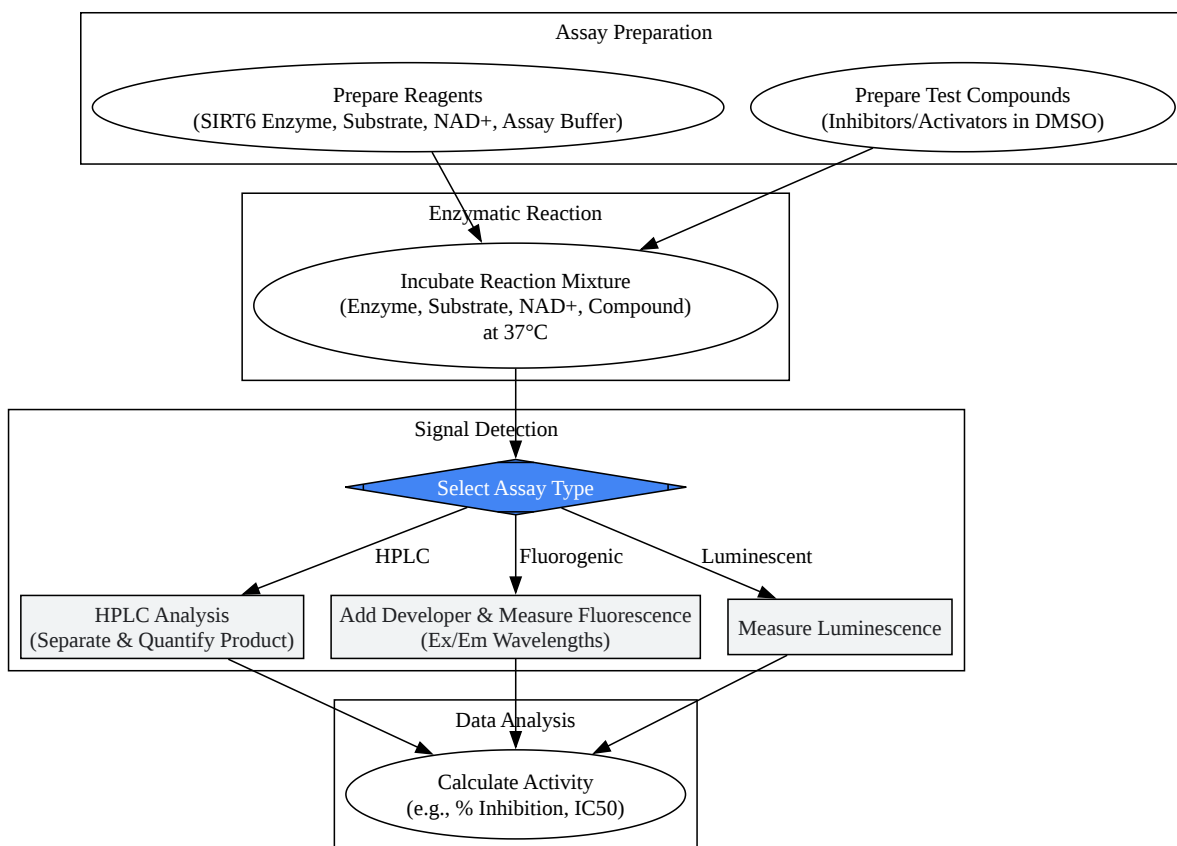 Assay Preparation
Prepare Reagents
(SIRT6 Enzyme, Substrate, NAD+, Assay Buffer)
Prepare Test Compounds
(Inhibitors/Activators in DMSO)
Enzymatic Reaction
Incubate Reaction Mixture
(Enzyme, Substrate, NAD+, Compound)
at 37°C
Signal Detection
Select Assay Type
HPLC
Fluorogenic
Luminescent
HPLC Analysis
(Separate & Quantify Product)
Add Developer & Measure Fluorescence
(Ex/Em Wavelengths)
Measure Luminescence
Data Analysis
Calculate Activity
(e.g., % Inhibition, IC50)